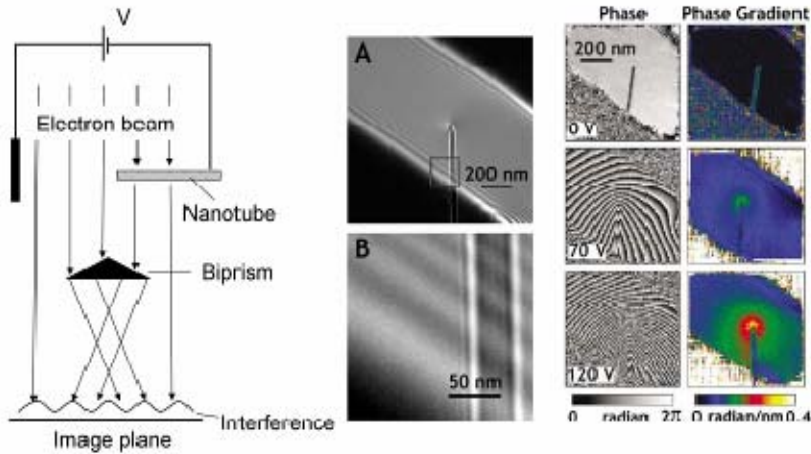 V
Electron beam
Nanotube
Biprism
Interference
Image plane
A
200 nm
B
50 nm
Phase
Phase Gradient
200 nm
0 V
70 V
120 V
0 radian 2π
0 radian/nm 0.4